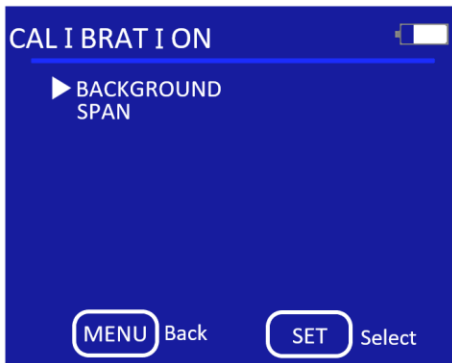 CALIBRATION
BACKGROUND
SPAN
MENU Back SET Select